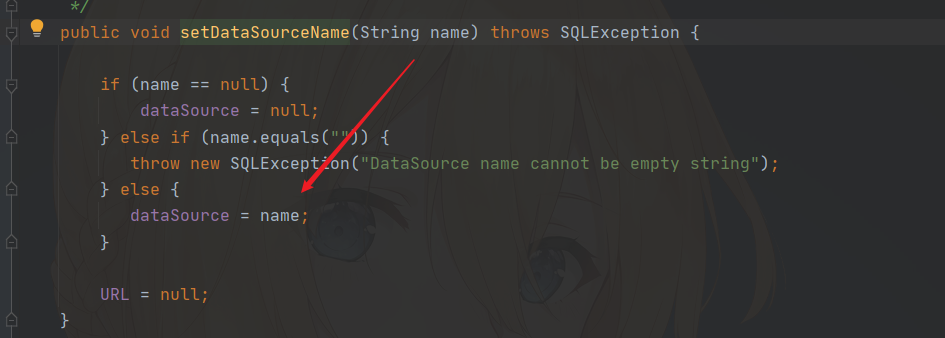 */
public void setDataSourceName(String name) throws SQLException {
if (name == null) {
dataSource = null;
} else if (name.equals("")) {
throw new SQLException("DataSource name cannot be empty string");
} else {
dataSource = name;
}
URL = null;
}